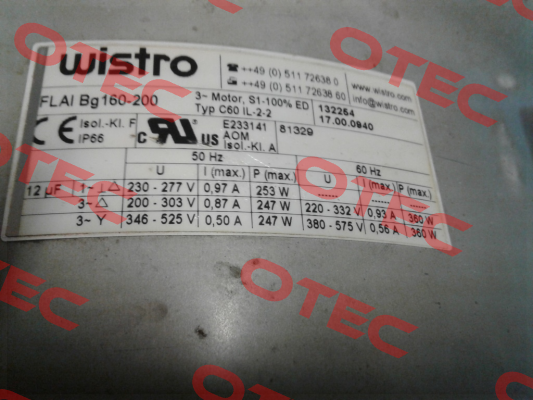 wistro
☎ ++49 (0) 511 72638 0
++49 (0) 511 72638 50
www.wistro.com
info@wistro.com
FLAI Bg160-200
3~ Motor, S1-100% ED
Typ C60 IL-2-2
132254
17.00.0940
CE Isol.-Kl. F
IP66
c UR us
E233141
AOM
Isol.-Kl. A
81329
50 Hz 60 Hz
U I (max.) P (max.) U I (max.) P (max.)
12 µF 1~ ⊥ △ 230 - 277 V 0,97 A 253 W ------ ------ ------
3~ △ 200 - 303 V 0,87 A 247 W 220 - 332 V 0,93 A 360 W
3~ Y 346 - 525 V 0,50 A 247 W 380 - 575 V 0,56 A 360 W
OTEC
OTEC
OTEC
OTEC
OTEC
OTEC
OTEC